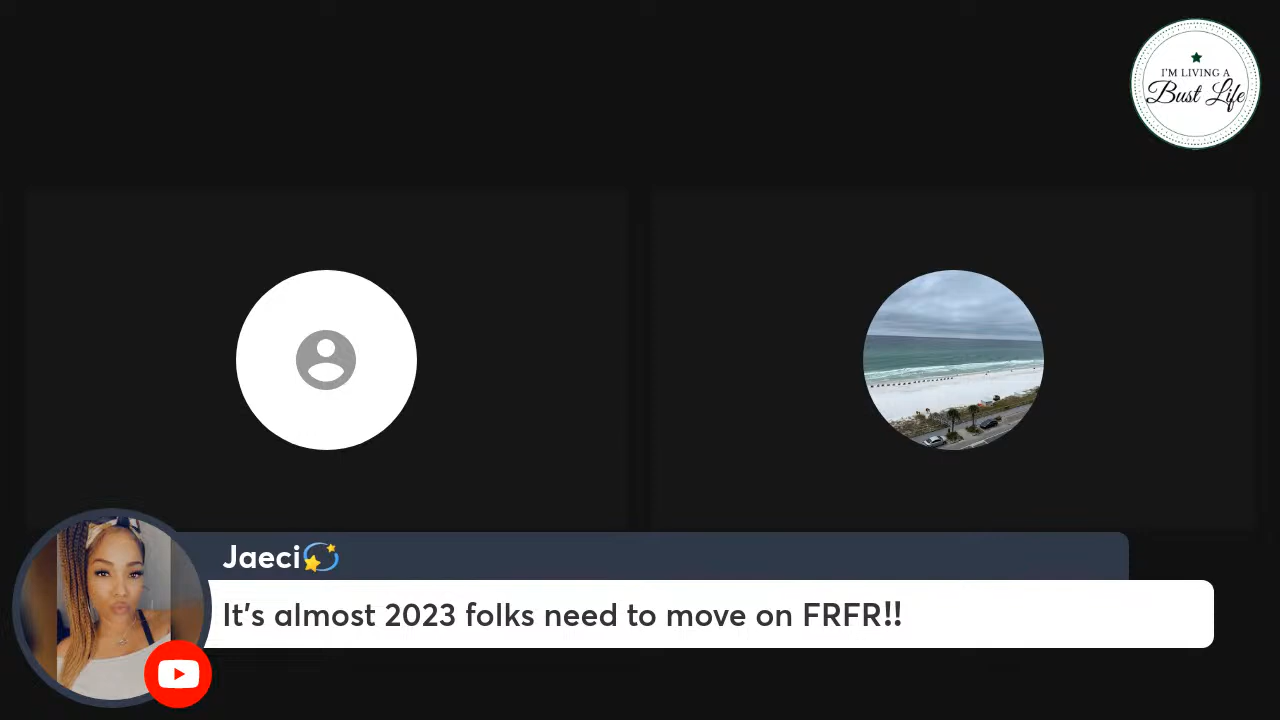 I'M LIVING A
Bust Life
Jaeci💫
It's almost 2023 folks need to move on FRFR!!